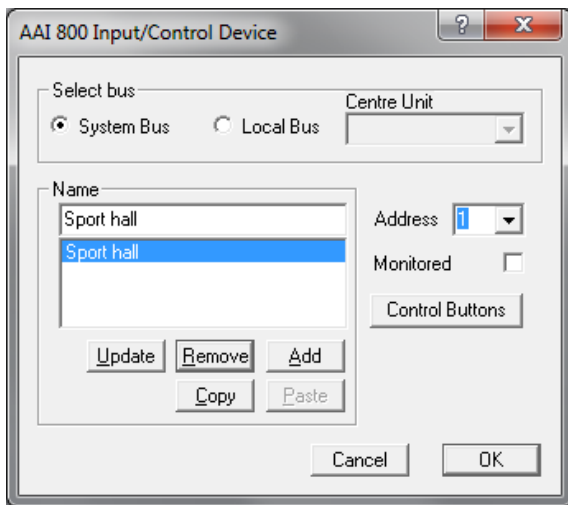 AAI 800 Input/Control Device
?
X
Select bus
System Bus
Local Bus
Centre Unit
Name
Sport hall
Sport hall
Address 1
Monitored
Control Buttons
Update Remove Add
Copy Paste
Cancel OK